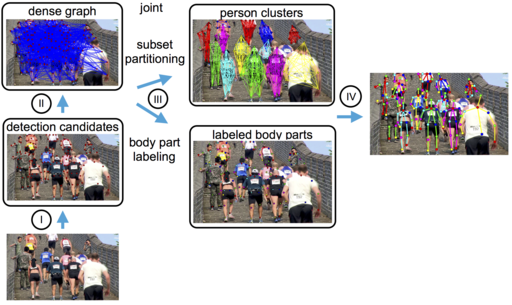 dense graph
joint
person clusters
subset
partitioning
II
III
IV
detection candidates
body part
labeling
labeled body parts
I